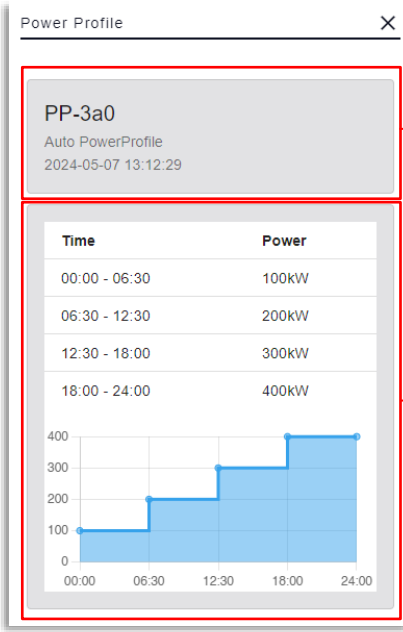 Power Profile ×
PP-3a0
Auto PowerProfile
2024-05-07 13:12:29
Time Power
00:00 - 06:30 100kW
06:30 - 12:30 200kW
12:30 - 18:00 300kW
18:00 - 24:00 400kW
400
300
200
100
0
00:00 06:30 12:30 18:00 24:00